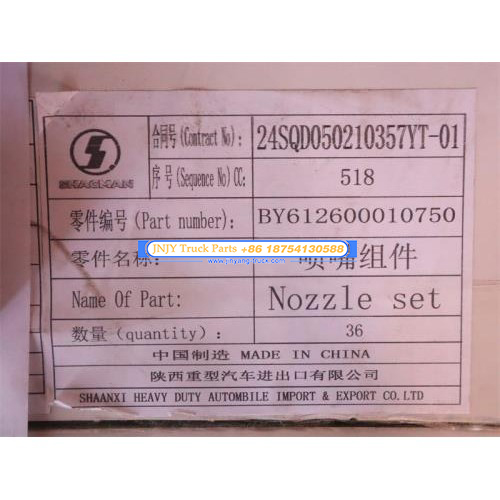 合同号(Contract No): 24SQD050210357YT-01
SHACMAN
序号(Sequence No)CC: 518
零件编号(Part number): BY612600010750
JNJY Truck Parts +86 18754130588
零件名称: 喷嘴组件
www.jinhyang-truck.com
Name Of Part: Nozzle set
数量(quantity): 36
中国制造 MADE IN CHINA
陕西重型汽车进出口有限公司
SHAANXI HEAVY DUTY AUTOMBILE IMPORT & EXPORT CO.LTD